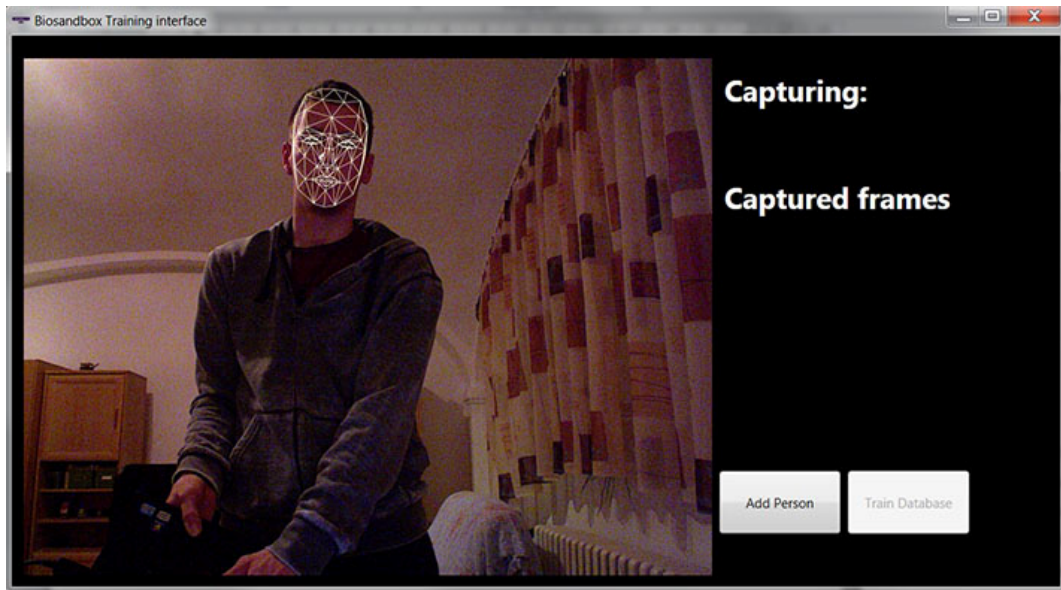 Biosandbox Training interface
Capturing:
Captured frames
Add Person
Train Database